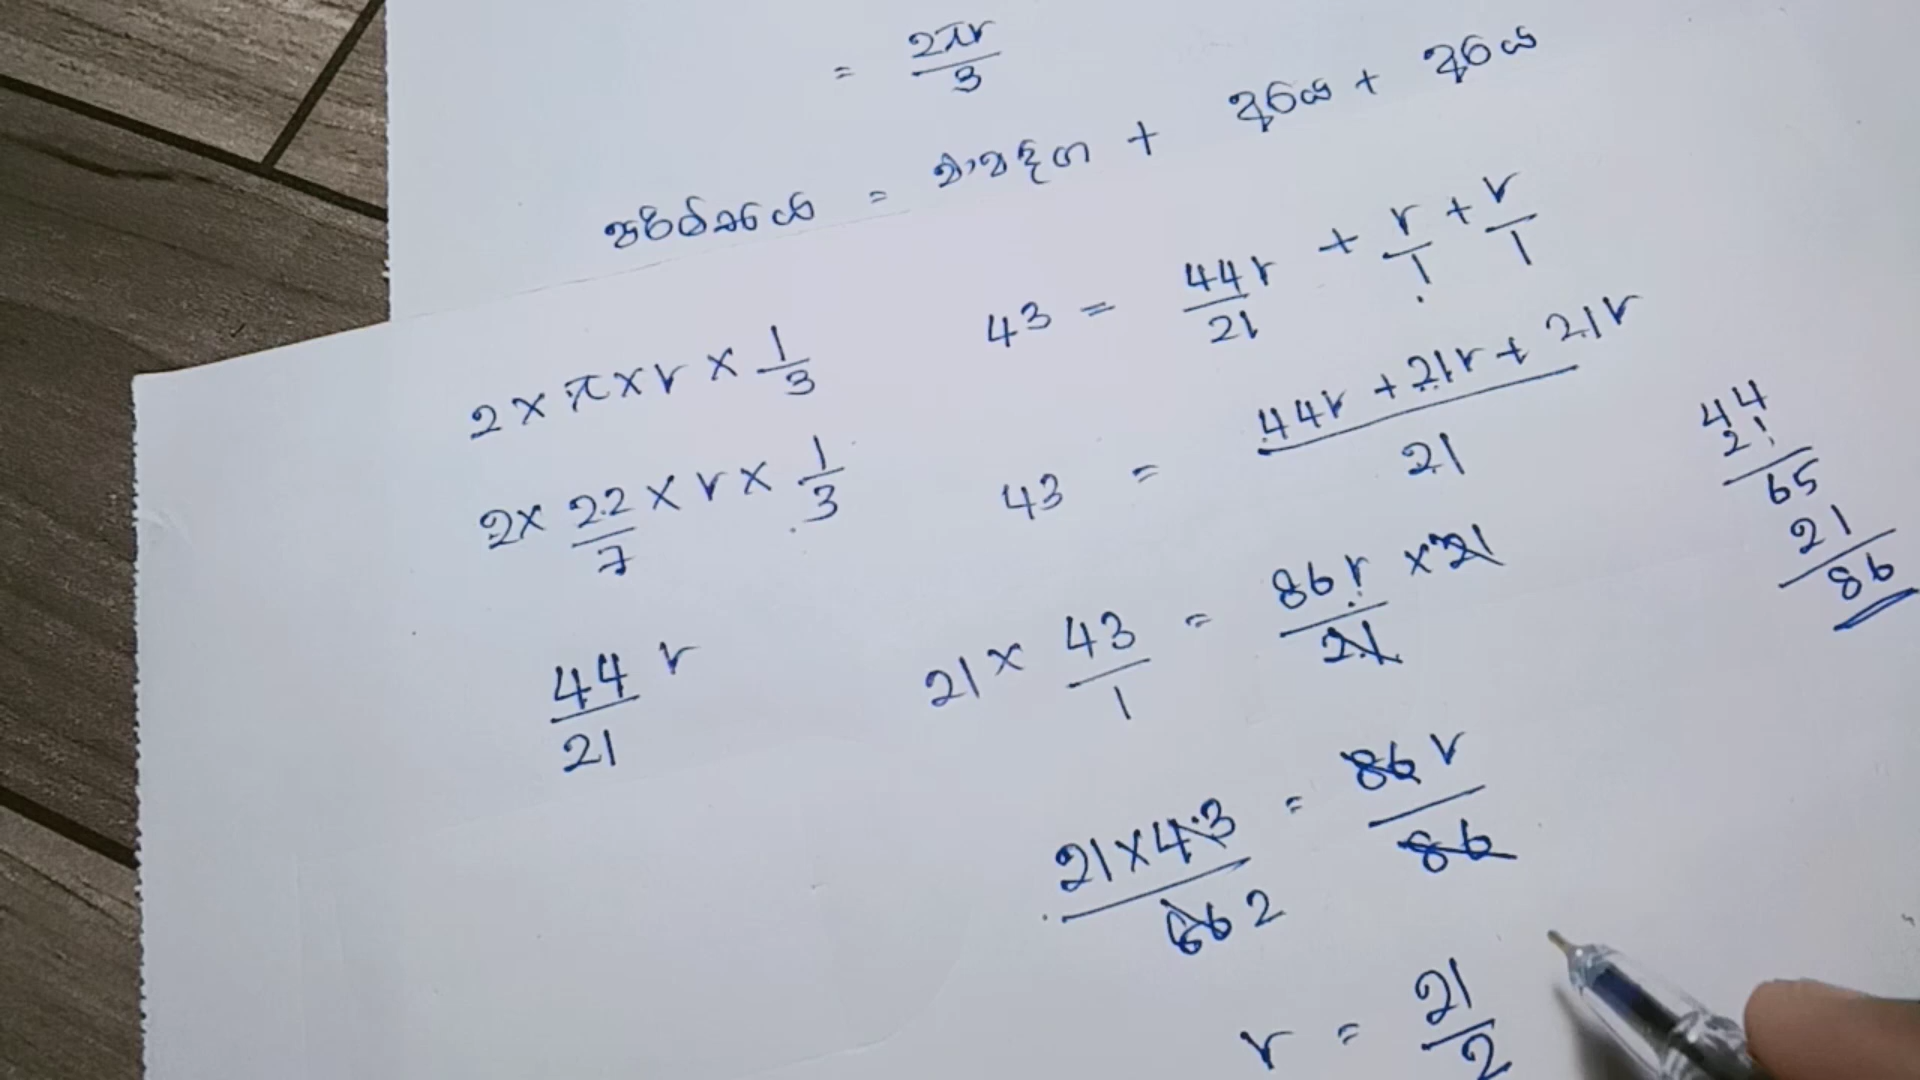 = 2πr/3
පරිමිතිය = චාපදිග + අරය + අරය
2 × π × r × 1/3
2 × 22/7 × r × 1/3
44/21 r
43 = 44r/21 + r/1 + r/1
43 = 44r + 21r + 21r / 21
21 × 43/1 = 86r/21 × 21
21 × 43 / 86 2 = 86 r / 86
r = 21/2
44
21
65
21
86